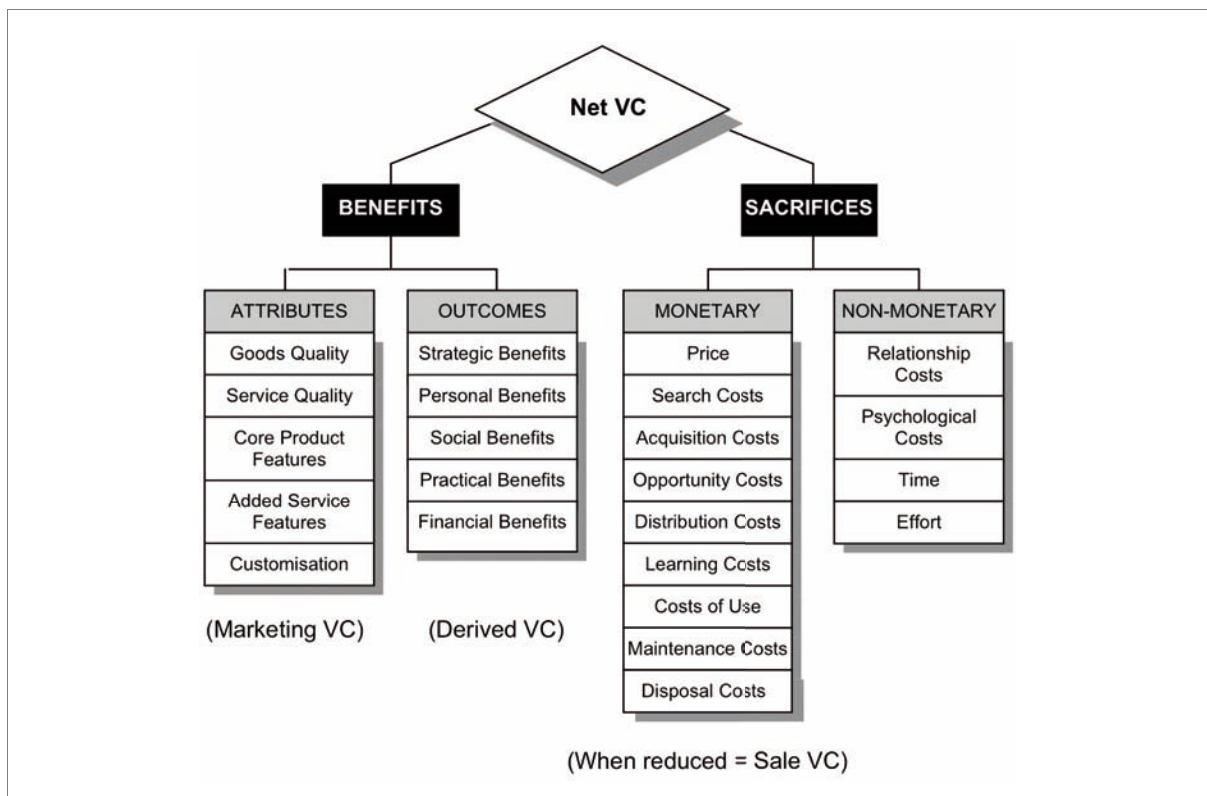 Net VC
BENEFITS
SACRIFICES
ATTRIBUTES
Goods Quality
Service Quality
Core Product
Features
Added Service
Features
Customisation
(Marketing VC)
OUTCOMES
Strategic Benefits
Personal Benefits
Social Benefits
Practical Benefits
Financial Benefits
(Derived VC)
MONETARY
Price
Search Costs
Acquisition Costs
Opportunity Costs
Distribution Costs
Learning Costs
Costs of Use
Maintenance Costs
Disposal Costs
NON-MONETARY
Relationship
Costs
Psychological
Costs
Time
Effort
(When reduced = Sale VC)